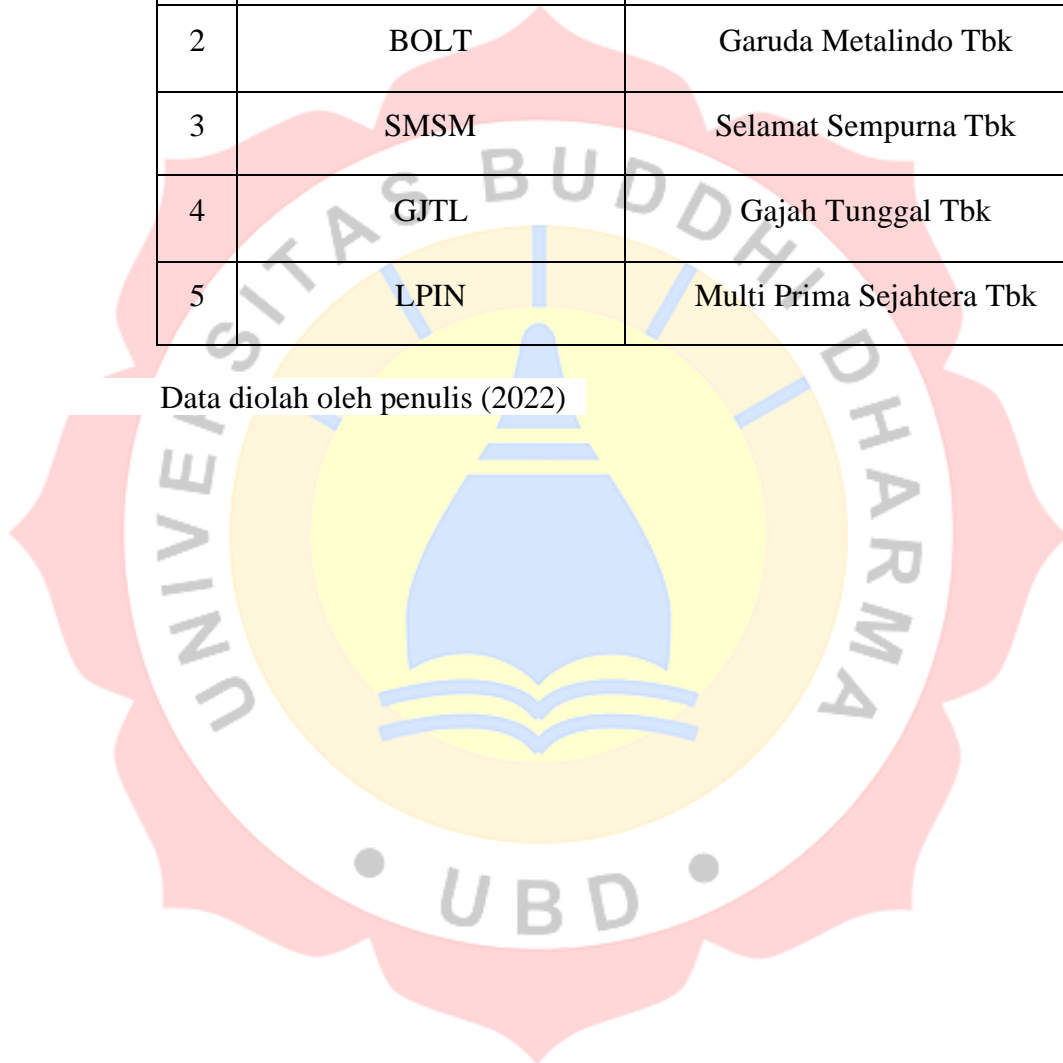 2 BOLT Garuda Metalindo Tbk
3 SMSM Selamat Sempurna Tbk
4 GJTL Gajah Tunggal Tbk
5 LPIN Multi Prima Sejahtera Tbk
Data diolah oleh penulis (2022)
UNIVERSITAS BUDDHI DHARMA
• UBD •